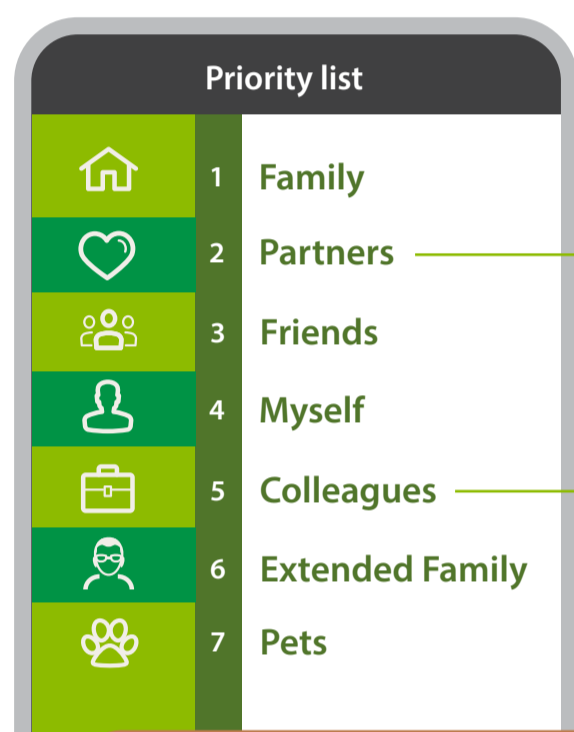 Priority list
1 Family
2 Partners
3 Friends
4 Myself
5 Colleagues
6 Extended Family
7 Pets